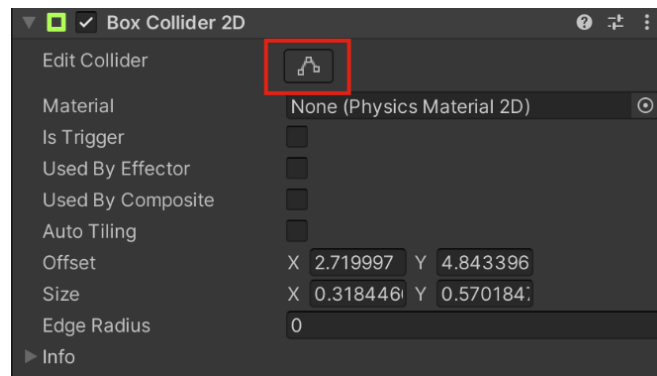 Box Collider 2D
Edit Collider
Material None (Physics Material 2D)
Is Trigger
Used By Effector
Used By Composite
Auto Tiling
Offset X 2.719997 Y 4.843396
Size X 0.318446 Y 0.570184
Edge Radius 0
Info